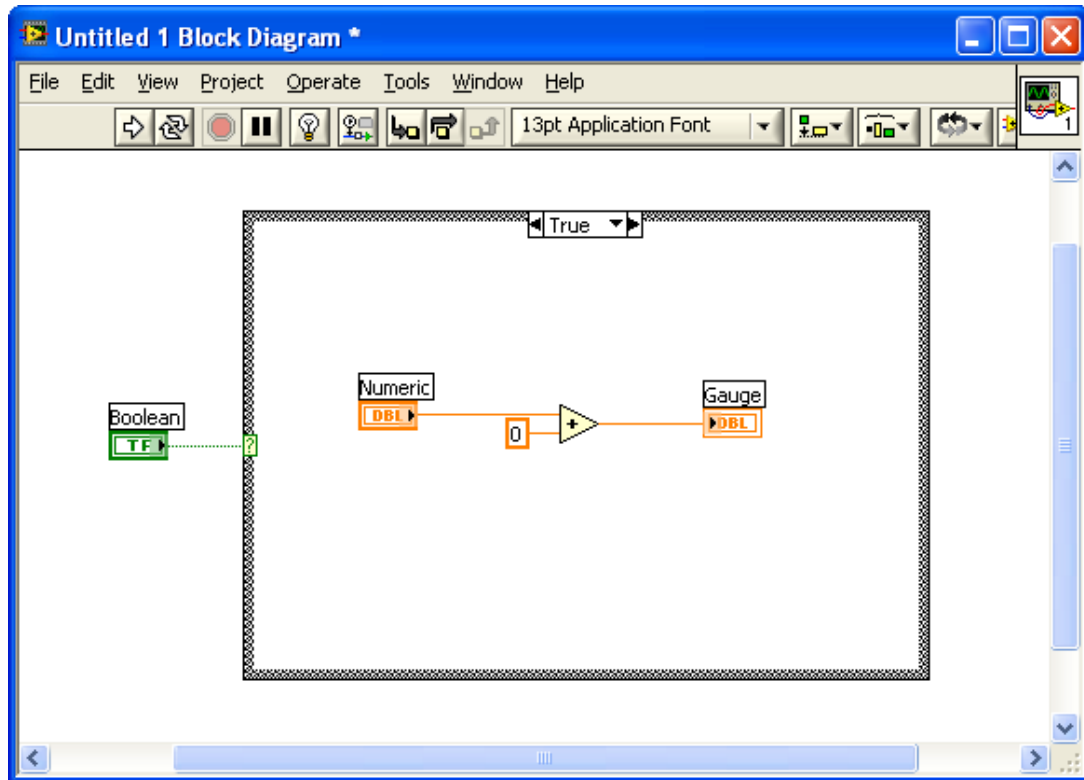 Untitled 1 Block Diagram *
File Edit View Project Operate Tools Window Help
13pt Application Font
1
True
Numeric
DBL
Gauge
DBL
Boolean
TF
?
0
+